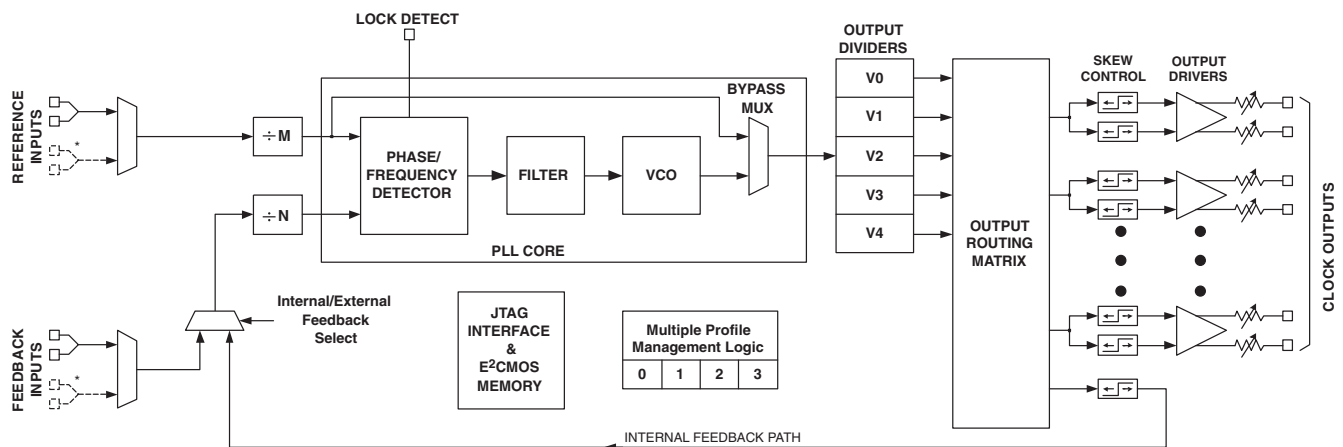 LOCK DETECT
OUTPUT
DIVIDERS
SKEW
CONTROL
OUTPUT
DRIVERS
REFERENCE
INPUTS
*
÷M
BYPASS
MUX
V0
V1
V2
V3
V4
PHASE/
FREQUENCY
DETECTOR
FILTER
VCO
÷N
PLL CORE
OUTPUT
ROUTING
MATRIX
CLOCK OUTPUTS
Internal/External
Feedback
Select
JTAG
INTERFACE
&
E²CMOS
MEMORY
Multiple Profile
Management Logic
0 1 2 3
FEEDBACK
INPUTS
*
INTERNAL FEEDBACK PATH